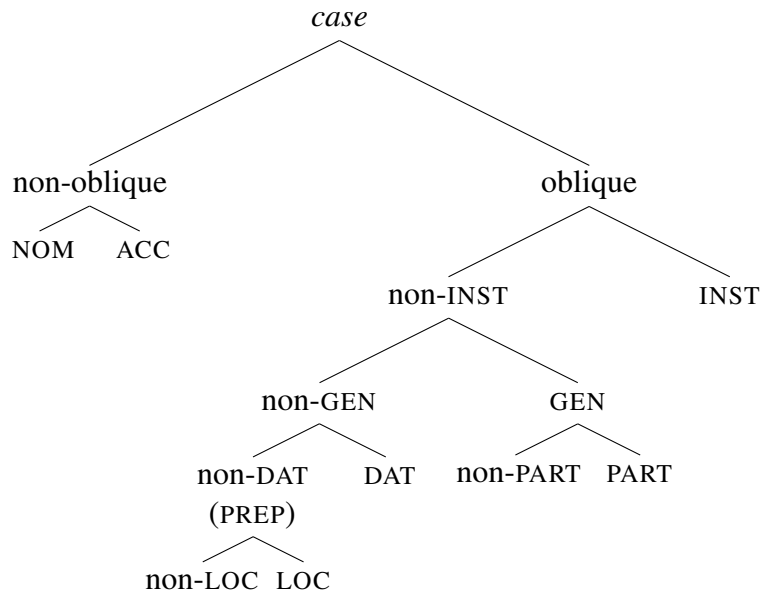 case
non-oblique oblique
NOM ACC
non-INST INST
non-GEN GEN
non-DAT DAT non-PART PART
(PREP)
non-LOC LOC